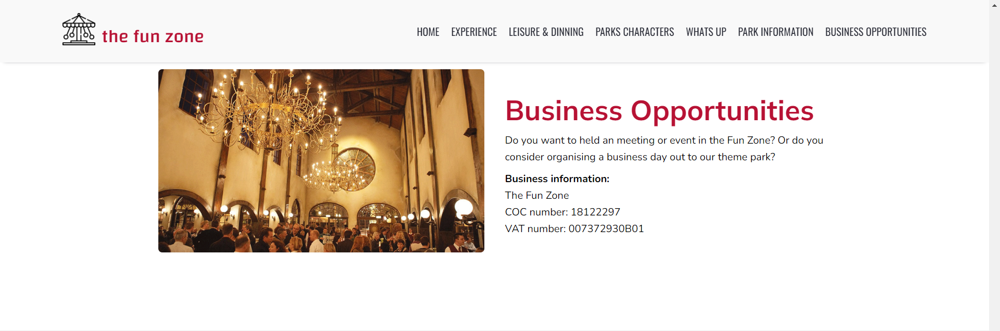 the fun zone
HOME EXPERIENCE LEISURE & DINNING PARKS CHARACTERS WHATS UP PARK INFORMATION BUSINESS OPPORTUNITIES
Business Opportunities
Do you want to held an meeting or event in the Fun Zone? Or do you
consider organising a business day out to our theme park?
Business information:
The Fun Zone
COC number: 18122297
VAT number: 007372930B01